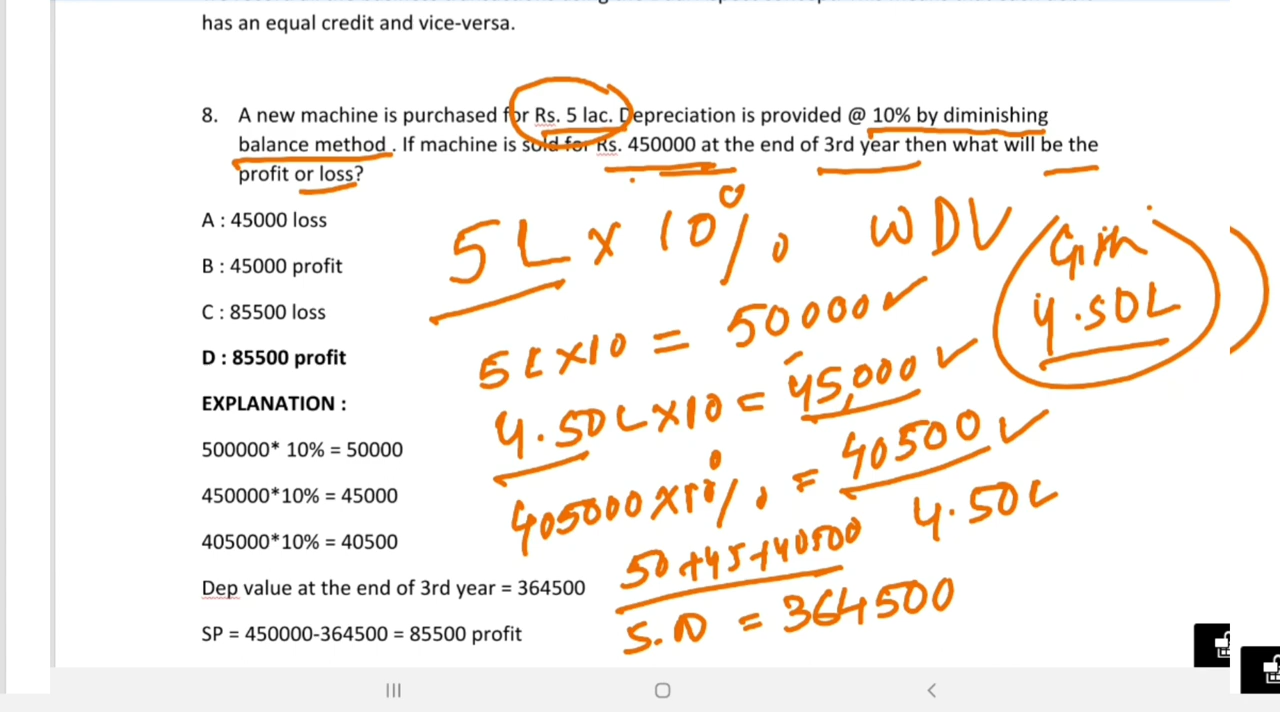 has an equal credit and vice-versa.
8. A new machine is purchased for Rs. 5 lac. Depreciation is provided @ 10% by diminishing
balance method . If machine is sold for Rs. 450000 at the end of 3rd year then what will be the
profit or loss?
A : 45000 loss
B : 45000 profit
C : 85500 loss
D : 85500 profit
EXPLANATION :
500000* 10% = 50000
450000*10% = 45000
405000*10% = 40500
Dep value at the end of 3rd year = 364500
SP = 450000-364500 = 85500 profit
5L x 10% WDV
4.50L
5L x 10 = 50000
4.50L x 10 = 45,000
405000 x 10% = 40500
4.50L
50+45+40500
= 364500